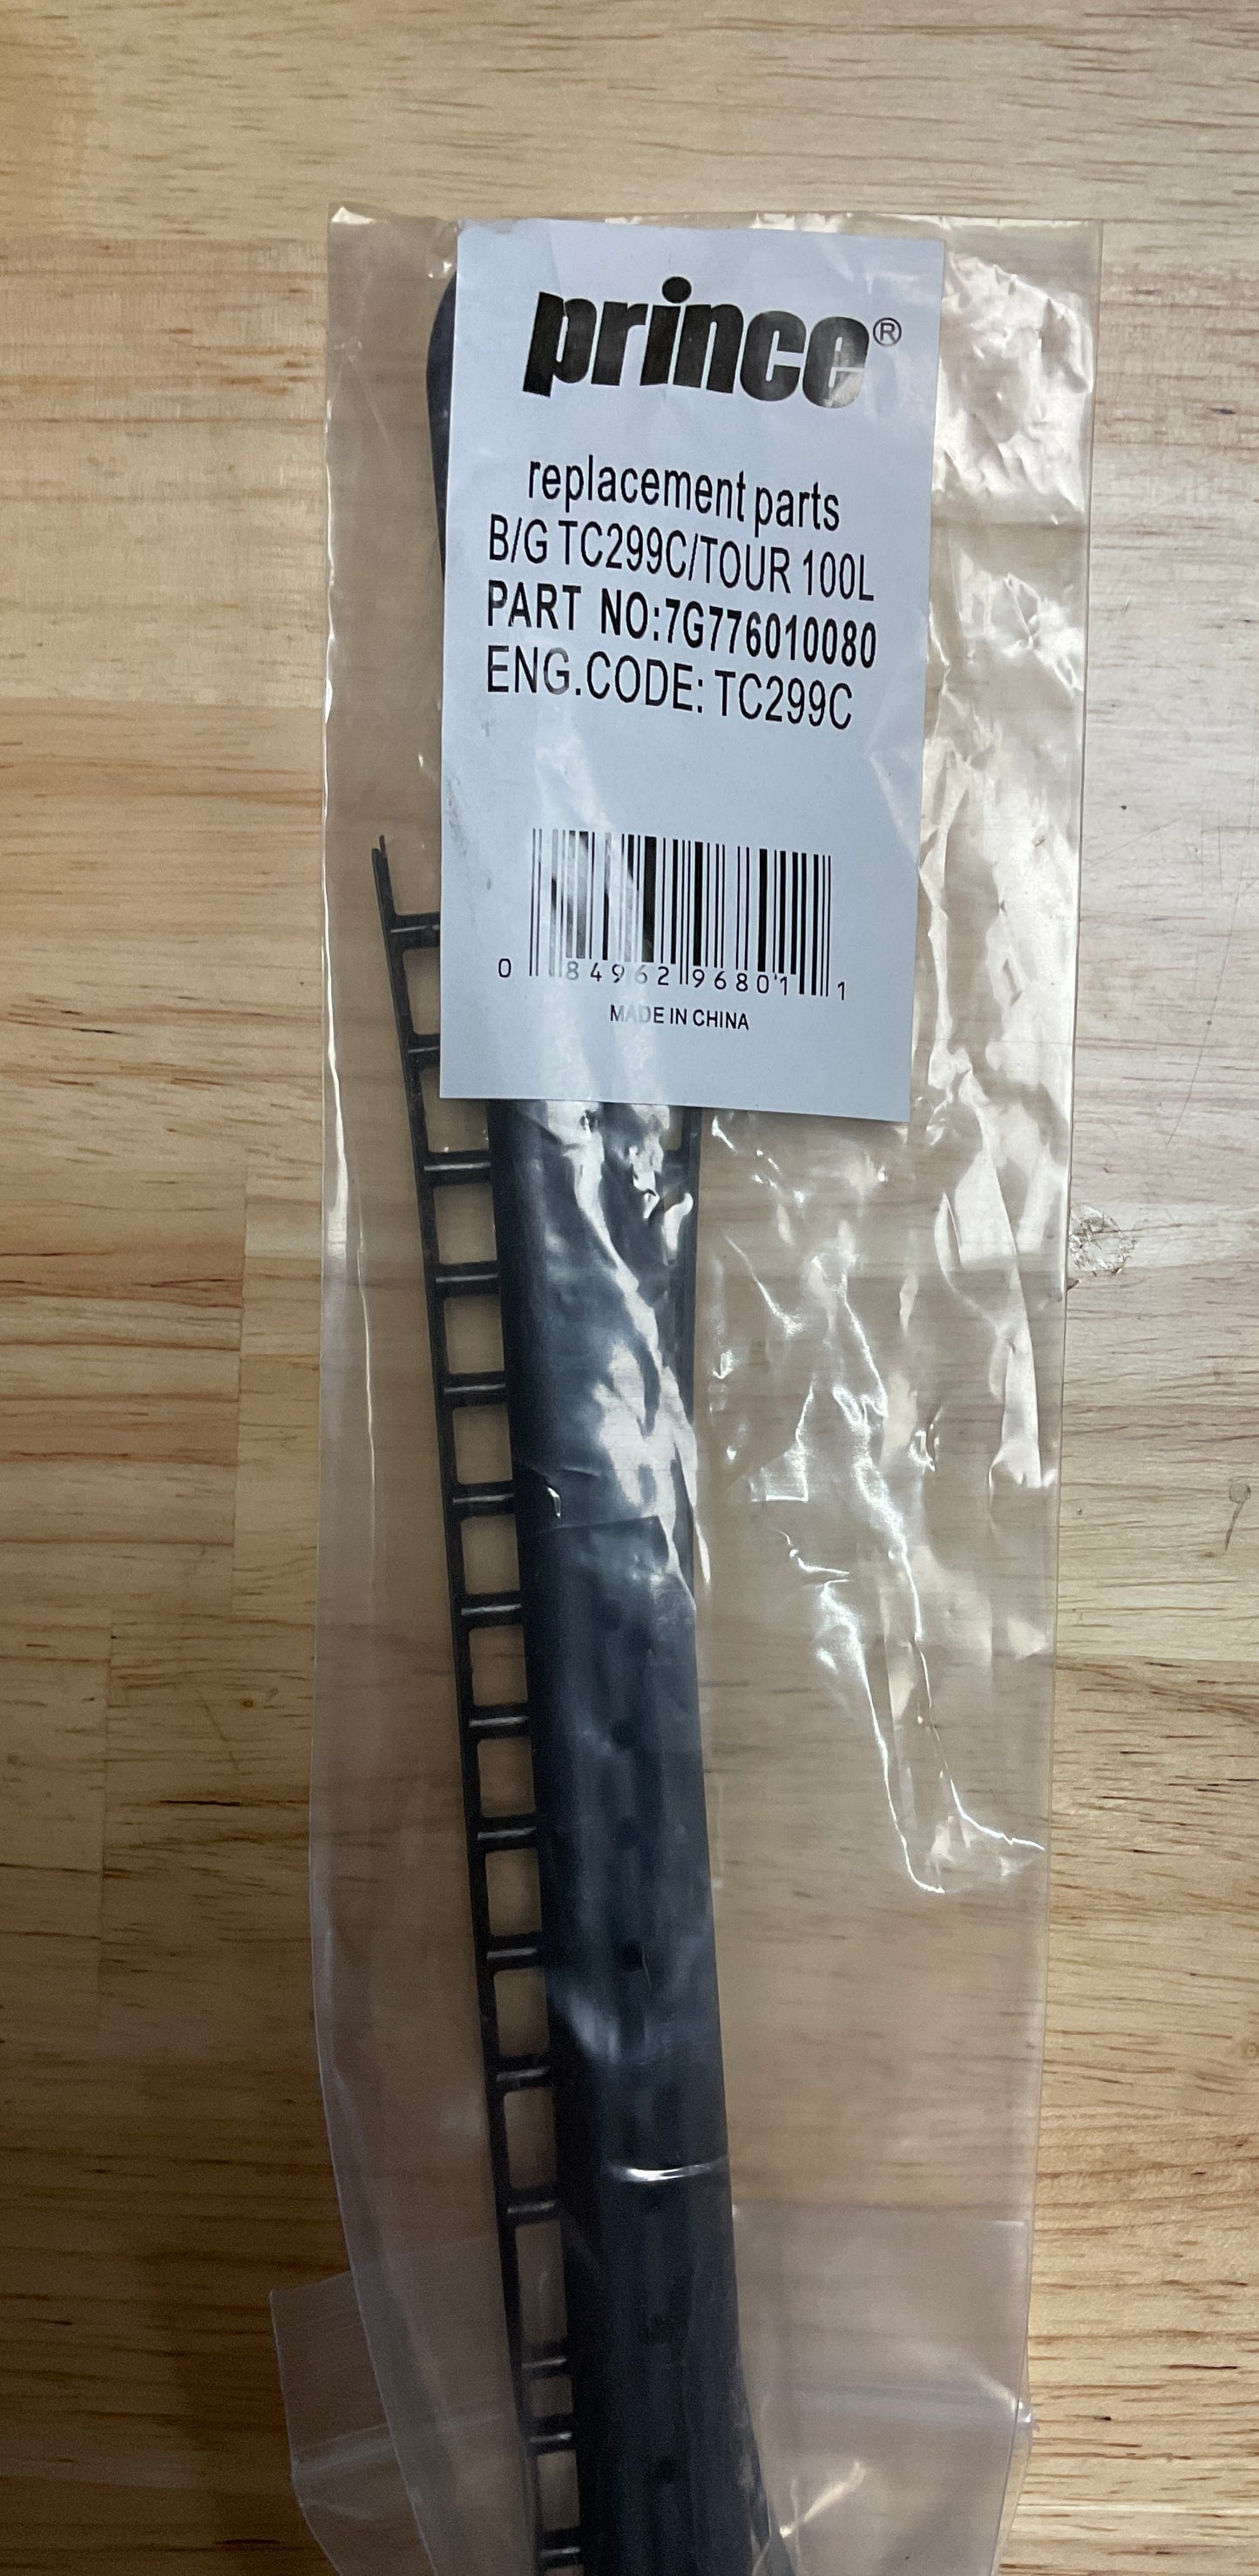 prince®
replacement parts
B/G TC299C/TOUR 100L
PART NO:7G776010080
ENG.CODE: TC299C
0 84962 96801 1
MADE IN CHINA